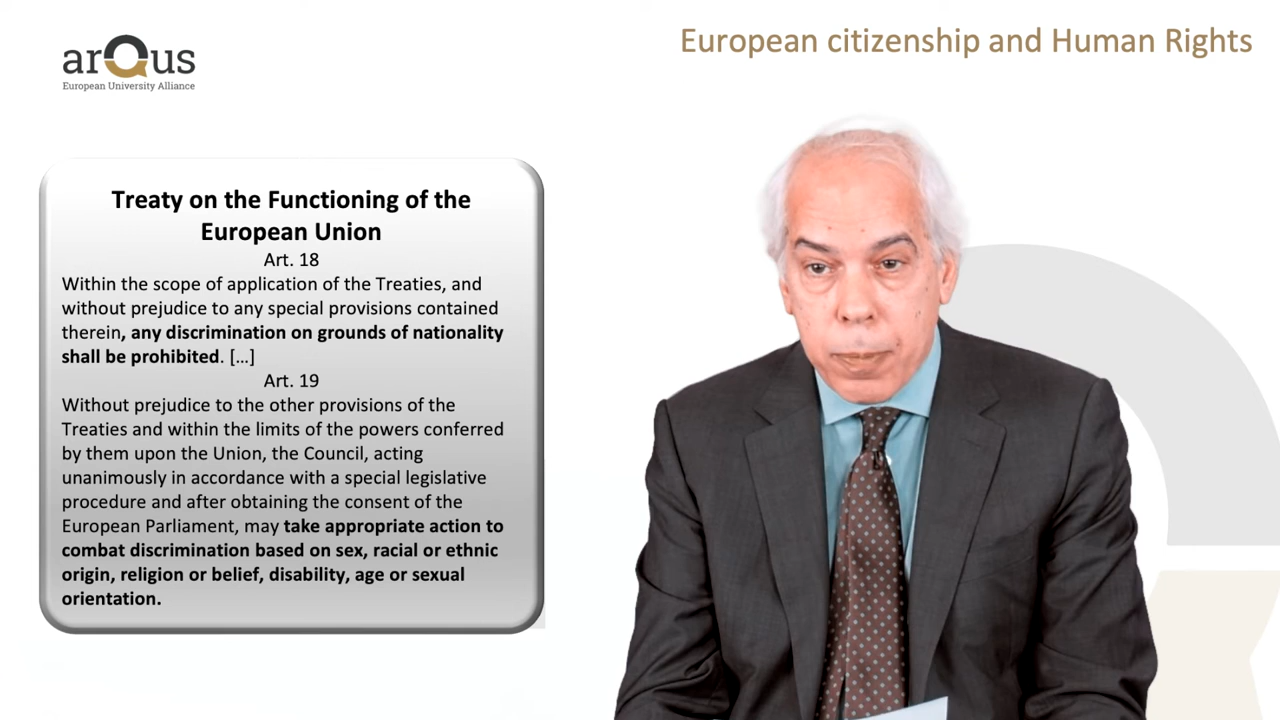 arQus
European University Alliance
European citizenship and Human Rights
Treaty on the Functioning of the
European Union
Art. 18
Within the scope of application of the Treaties, and
without prejudice to any special provisions contained
therein, any discrimination on grounds of nationality
shall be prohibited. [...]
Art. 19
Without prejudice to the other provisions of the
Treaties and within the limits of the powers conferred
by them upon the Union, the Council, acting
unanimously in accordance with a special legislative
procedure and after obtaining the consent of the
European Parliament, may take appropriate action to
combat discrimination based on sex, racial or ethnic
origin, religion or belief, disability, age or sexual
orientation.